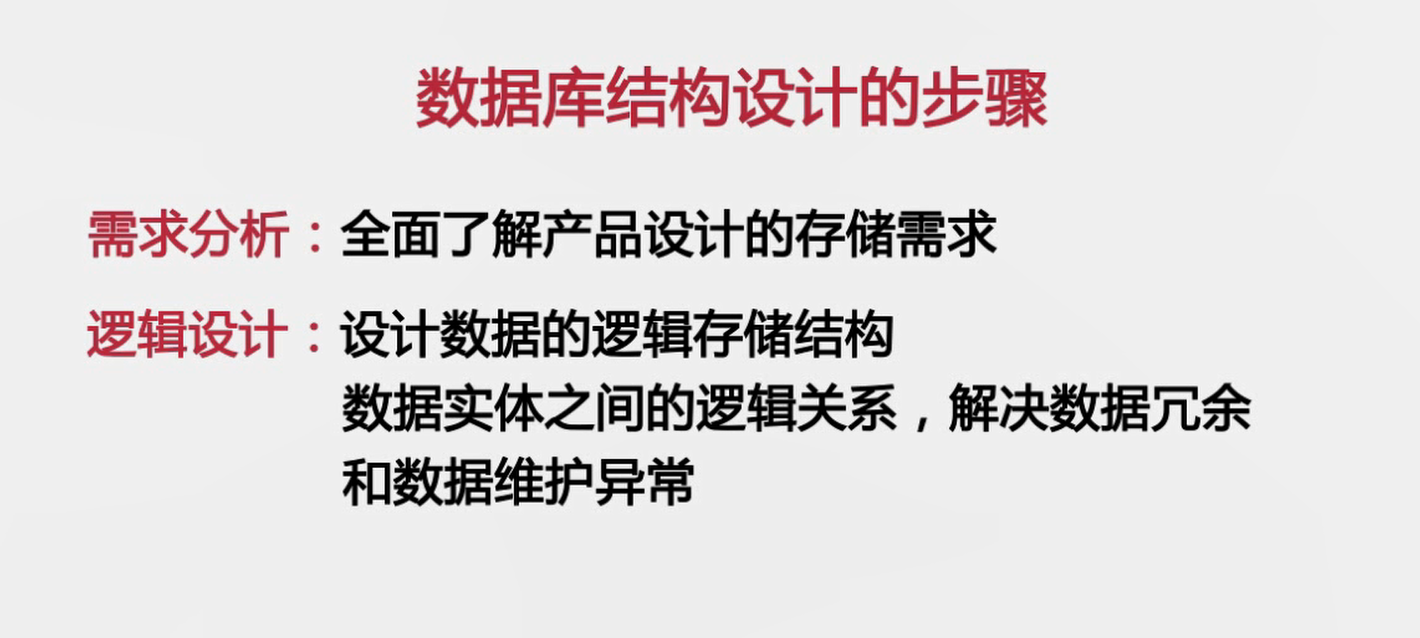 数据库结构设计的步骤
需求分析：全面了解产品设计的存储需求
逻辑设计：设计数据的逻辑存储结构
数据实体之间的逻辑关系，解决数据冗余
和数据维护异常